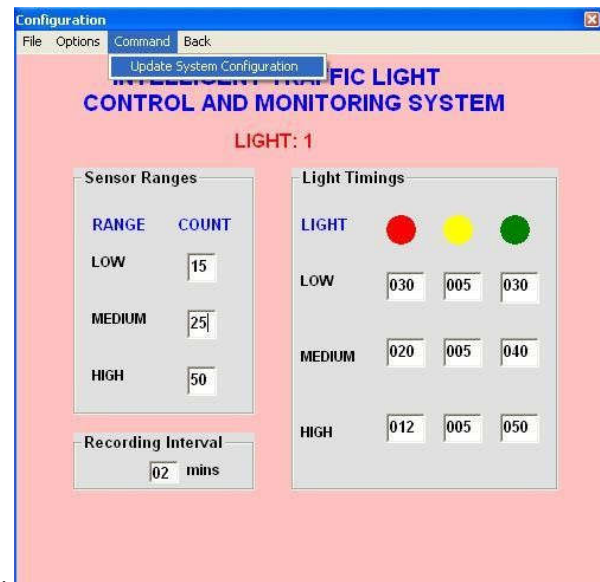 Configuration
File Options Command Back
Update System Configuration
LIGHT
CONTROL AND MONITORING SYSTEM
LIGHT: 1
Sensor Ranges
RANGE COUNT
LOW 15
MEDIUM 25
HIGH 50
Recording Interval
02 mins
Light Timings
LIGHT
LOW 030 005 030
MEDIUM 020 005 040
HIGH 012 005 050